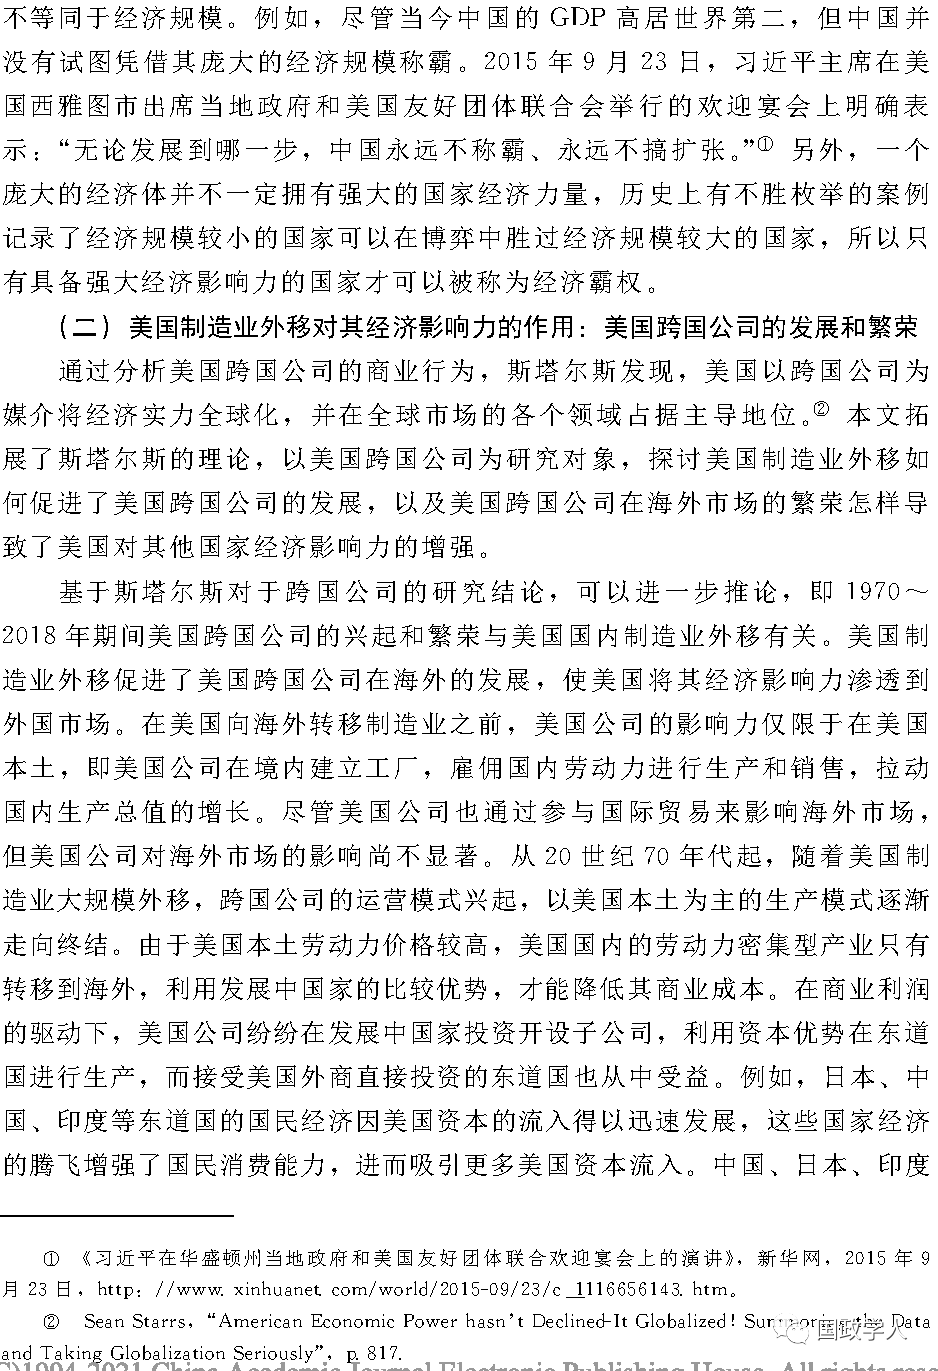 不等同于经济规模。例如，尽管当今中国的 GDP 高居世界第二，但中国并
没有试图凭借其庞大的经济规模称霸。2015 年 9 月 23 日，习近平主席在美
国西雅图市出席当地政府和美国友好团体联合会举行的欢迎宴会上明确表
示：“无论发展到哪一步，中国永远不称霸、永远不搞扩张。”① 另外，一个
庞大的经济体并不一定拥有强大的国家经济力量，历史上有不胜枚举的案例
记录了经济规模较小的国家可以在博弈中胜过经济规模较大的国家，所以只
有具备强大经济影响力的国家才可以被称为经济霸权。
（二）美国制造业外移对其经济影响力的作用：美国跨国公司的发展和繁荣
通过分析美国跨国公司的商业行为，斯塔尔斯发现，美国以跨国公司为
媒介将经济实力全球化，并在全球市场的各个领域占据主导地位。② 本文拓
展了斯塔尔斯的理论，以美国跨国公司为研究对象，探讨美国制造业外移如
何促进了美国跨国公司的发展，以及美国跨国公司在海外市场的繁荣怎样导
致了美国对其他国家经济影响力的增强。
基于斯塔尔斯对于跨国公司的研究结论，可以进一步推论，即 1970～
2018 年期间美国跨国公司的兴起和繁荣与美国国内制造业外移有关。美国制
造业外移促进了美国跨国公司在海外的发展，使美国将其经济影响力渗透到
外国市场。在美国向海外转移制造业之前，美国公司的影响力仅限于在美国
本土，即美国公司在境内建立工厂，雇佣国内劳动力进行生产和销售，拉动
国内生产总值的增长。尽管美国公司也通过参与国际贸易来影响海外市场，
但美国公司对海外市场的影响尚不显著。从 20 世纪 70 年代起，随着美国制
造业大规模外移，跨国公司的运营模式兴起，以美国本土为主的生产模式逐渐
走向终结。由于美国本土劳动力价格较高，美国国内的劳动力密集型产业只有
转移到海外，利用发展中国家的比较优势，才能降低其商业成本。在商业利润
的驱动下，美国公司纷纷在发展中国家投资开设子公司，利用资本优势在东道
国进行生产，而接受美国外商直接投资的东道国也从中受益。例如，日本、中
国、印度等东道国的国民经济因美国资本的流入得以迅速发展，这些国家经济
的腾飞增强了国民消费能力，进而吸引更多美国资本流入。中国、日本、印度
① 《习近平在华盛顿州当地政府和美国友好团体联合欢迎宴会上的演讲》，新华网，2015 年 9
月 23 日，http：//www. xinhuanet. com/world/2015-09/23/c_1116656143. htm。
② Sean Starrs, “American Economic Power hasn’t Declined-It Globalized! Summoning the Data
and Taking Globalization Seriously”, p. 817.
国政学人
(C)1994-2021 China Academic Journal Electronic Publishing House. All rights rese